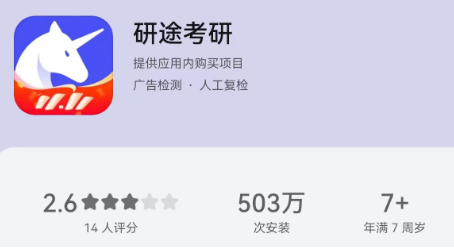 研途考研
提供应用内购买项目
广告检测 · 人工复检
11.11
2.6
503万
7+
14 人评分
次安装
年满 7 周岁